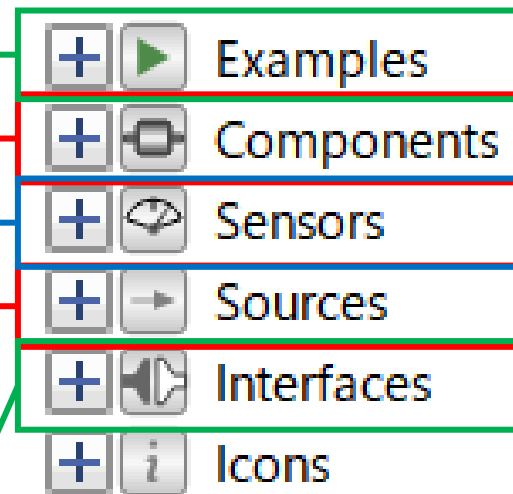 Examples
Components
Sensors
Sources
Interfaces
Icons